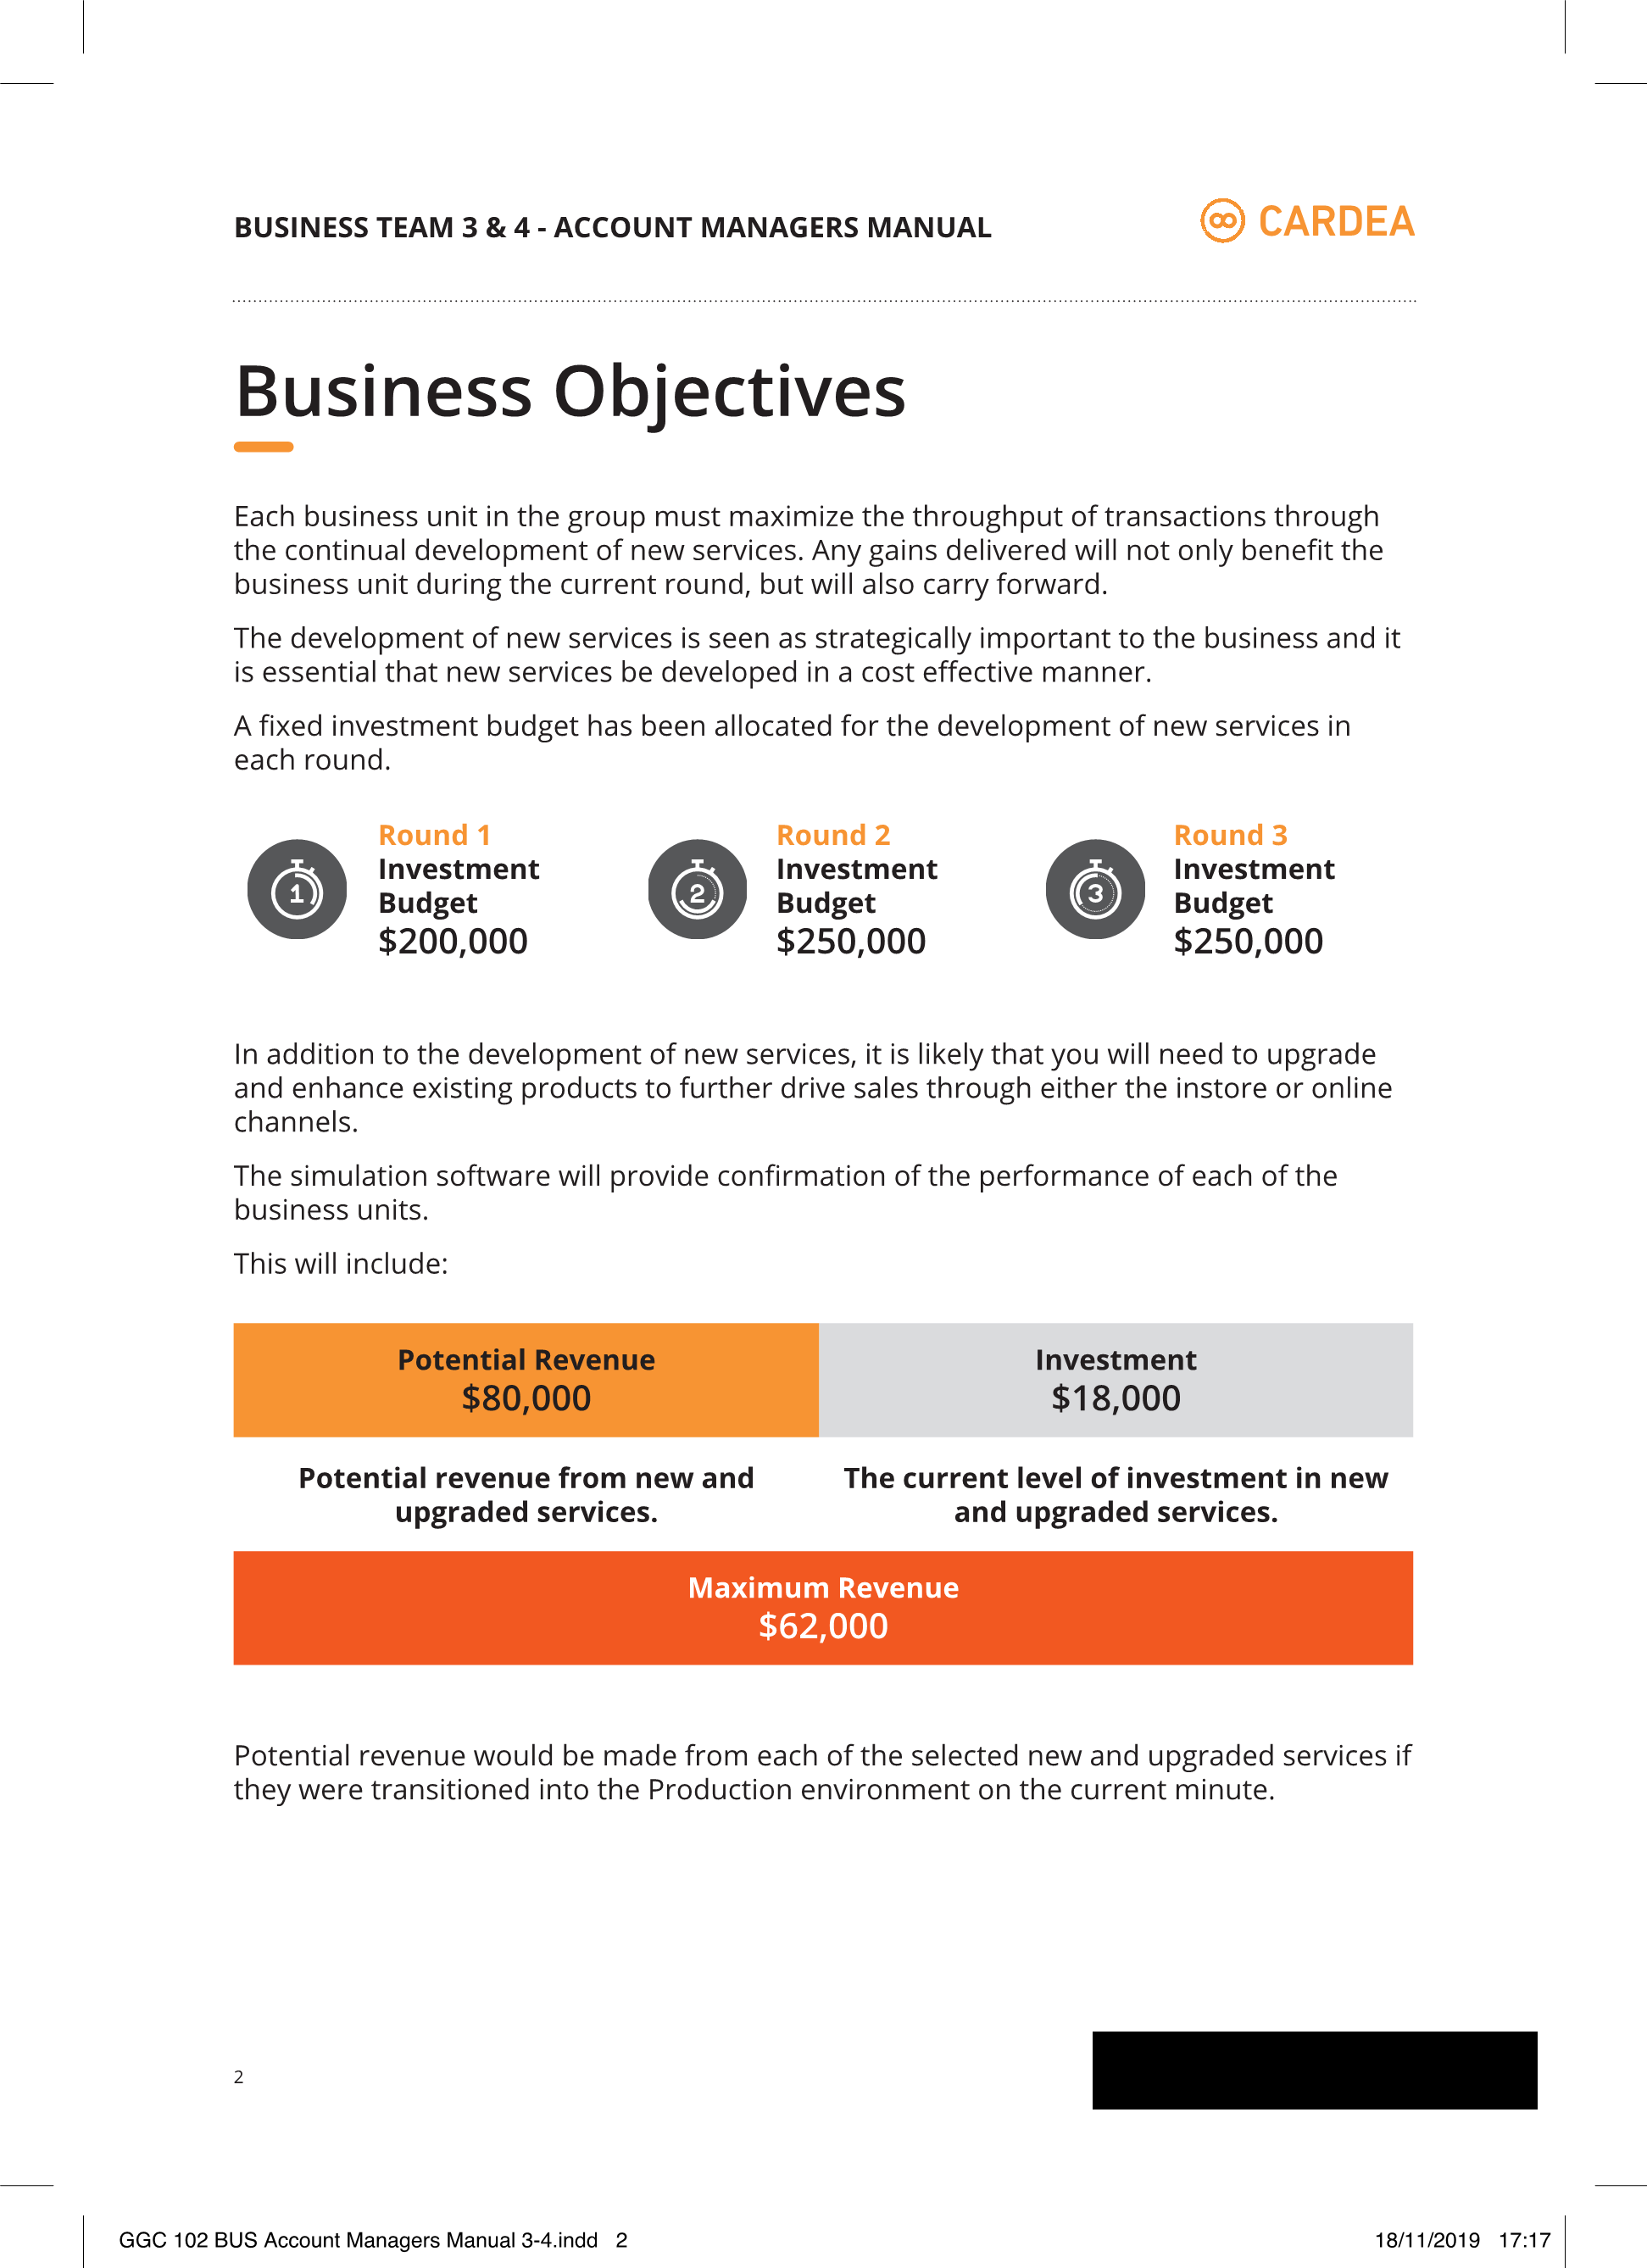 BUSINESS TEAM 3 & 4 - ACCOUNT MANAGERS MANUAL
CARDEA
Business Objectives
Each business unit in the group must maximize the throughput of transactions through
the continual development of new services. Any gains delivered will not only benefit the
business unit during the current round, but will also carry forward.
The development of new services is seen as strategically important to the business and it
is essential that new services be developed in a cost effective manner.
A fixed investment budget has been allocated for the development of new services in
each round.
1
Round 1
Investment
Budget
$200,000
2
Round 2
Investment
Budget
$250,000
3
Round 3
Investment
Budget
$250,000
In addition to the development of new services, it is likely that you will need to upgrade
and enhance existing products to further drive sales through either the instore or online
channels.
The simulation software will provide confirmation of the performance of each of the
business units.
This will include:
Potential Revenue
$80,000
Investment
$18,000
Potential revenue from new and
upgraded services.
The current level of investment in new
and upgraded services.
Maximum Revenue
$62,000
Potential revenue would be made from each of the selected new and upgraded services if
they were transitioned into the Production environment on the current minute.
2
GGC 102 BUS Account Managers Manual 3-4.indd 2
18/11/2019 17:17